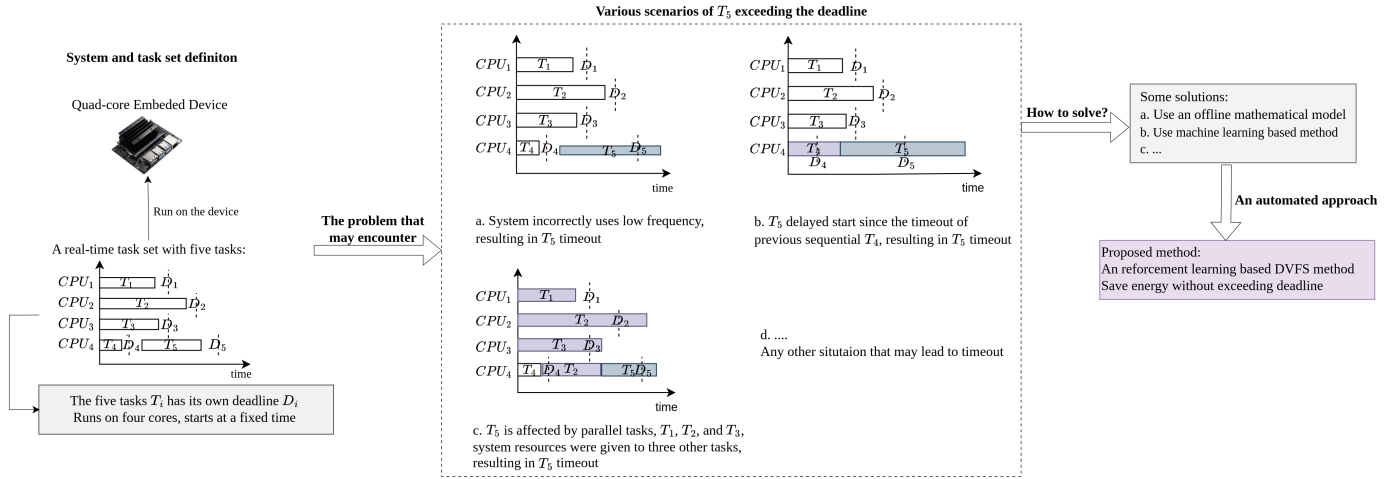 System and task set definiton
Quad-core Embeded Device
Run on the device
A real-time task set with five tasks:
CPU₁ T₁ D₁
CPU₂ T₂ D₂
CPU₃ T₃ D₃
CPU₄ T₄ D₄ T₅ D₅
time
The five tasks Tᵢ has its own deadline Dᵢ
Runs on four cores, starts at a fixed time
The problem that
may encounter
Various scenarios of T₅ exceeding the deadline
CPU₁ T₁ D₁
CPU₂ T₂ D₂
CPU₃ T₃ D₃
CPU₄ T₄ D₄ T₅ D₅
time
a. System incorrectly uses low frequency,
resulting in T₅ timeout
CPU₁ T₁ D₁
CPU₂ T₂ D₂
CPU₃ T₃ D₃
CPU₄
D₄ D₅
time
b. T₅ delayed start since the timeout of
previous sequential T₄, resulting in T₅ timeout
CPU₁ T₁ D₁
CPU₂ T₂ D₂
CPU₃ T₃ D₃
CPU₄ T₄ D₄ T₂ T₅ D₅
time
c. T₅ is affected by parallel tasks, T₁, T₂, and T₃,
system resources were given to three other tasks,
resulting in T₅ timeout
d. ....
Any other situtaion that may lead to timeout
How to solve?
Some solutions:
a. Use an offline mathematical model
b. Use machine learning based method
c. ...
An automated approach
Proposed method:
An reforcement learning based DVFS method
Save energy without exceeding deadline